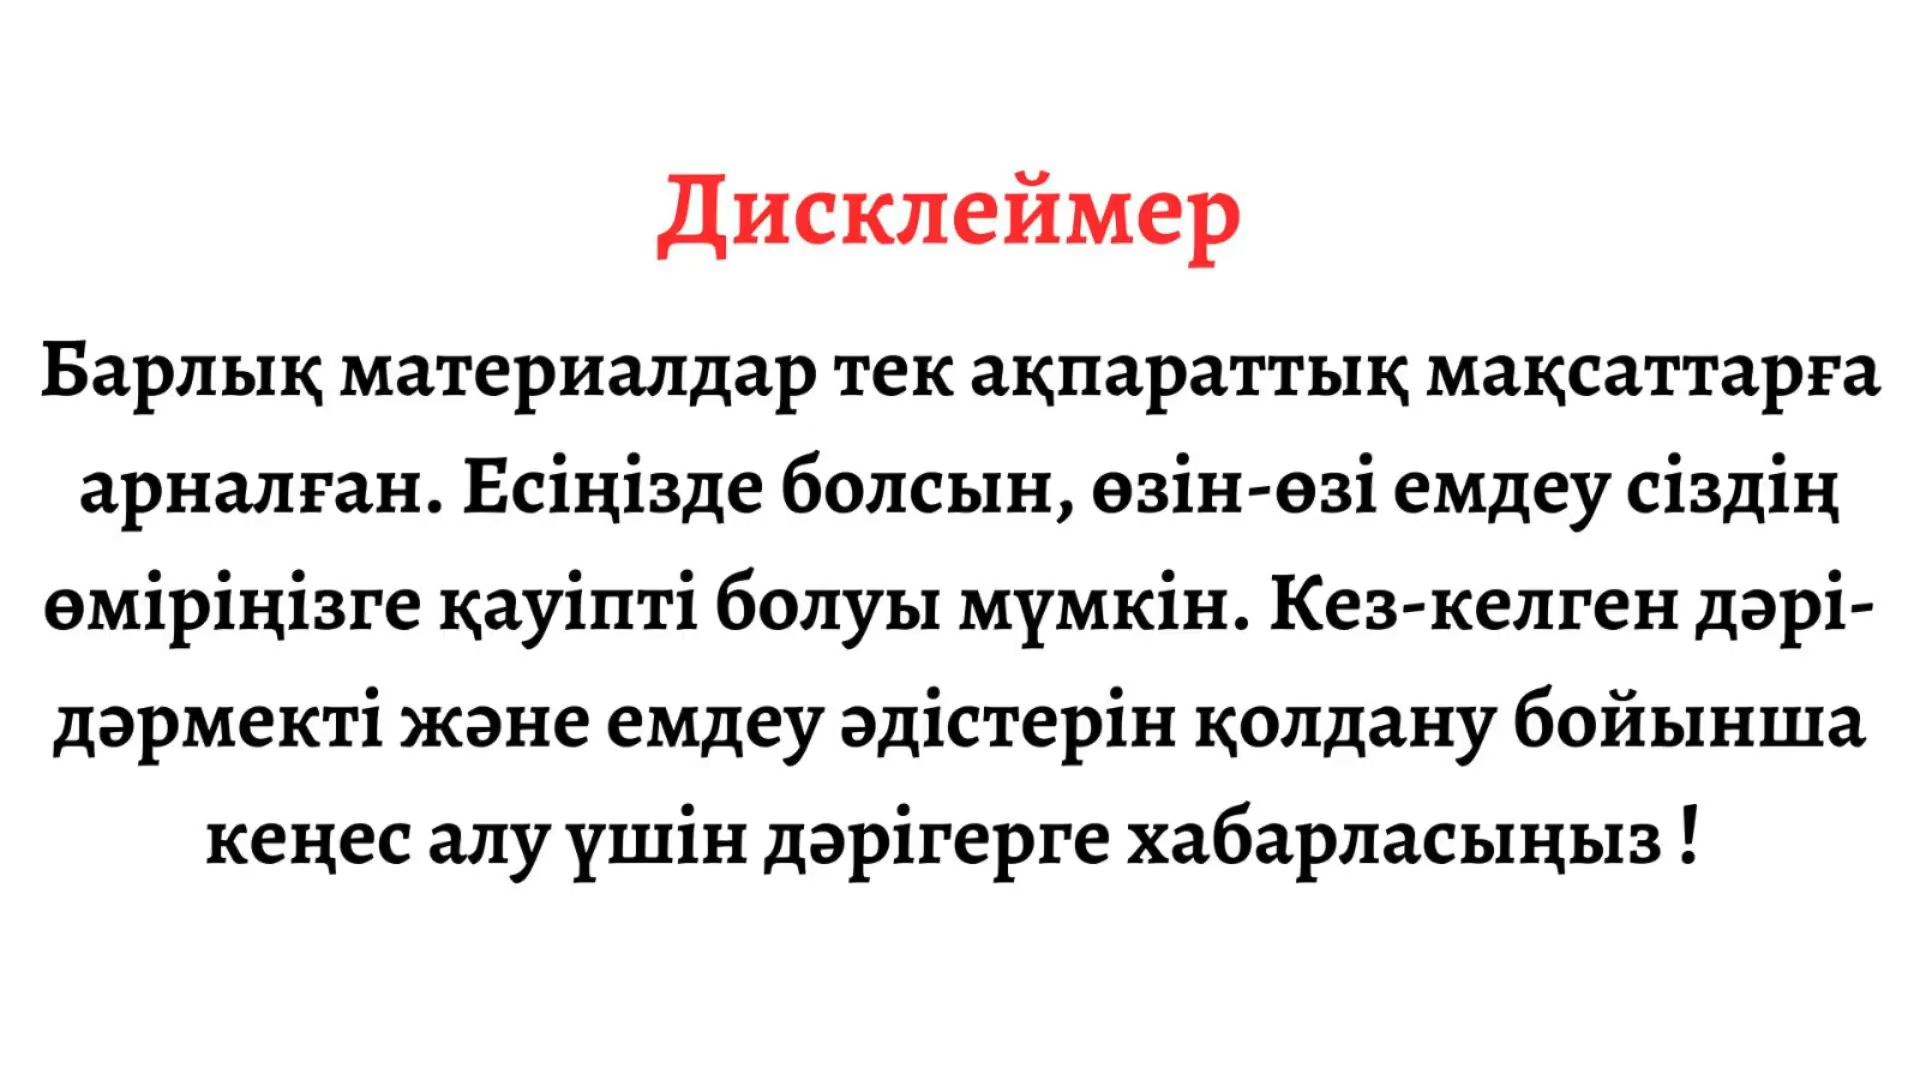 Дисклеймер
Барлық материалдар тек ақпараттық мақсаттарға
арналған. Есіңізде болсын, өзін-өзі емдеу сіздің
өміріңізге қауіпті болуы мүмкін. Кез-келген дәрі-
дәрмекті және емдеу әдістерін қолдану бойынша
кеңес алу үшін дәрігерге хабарласыңыз !